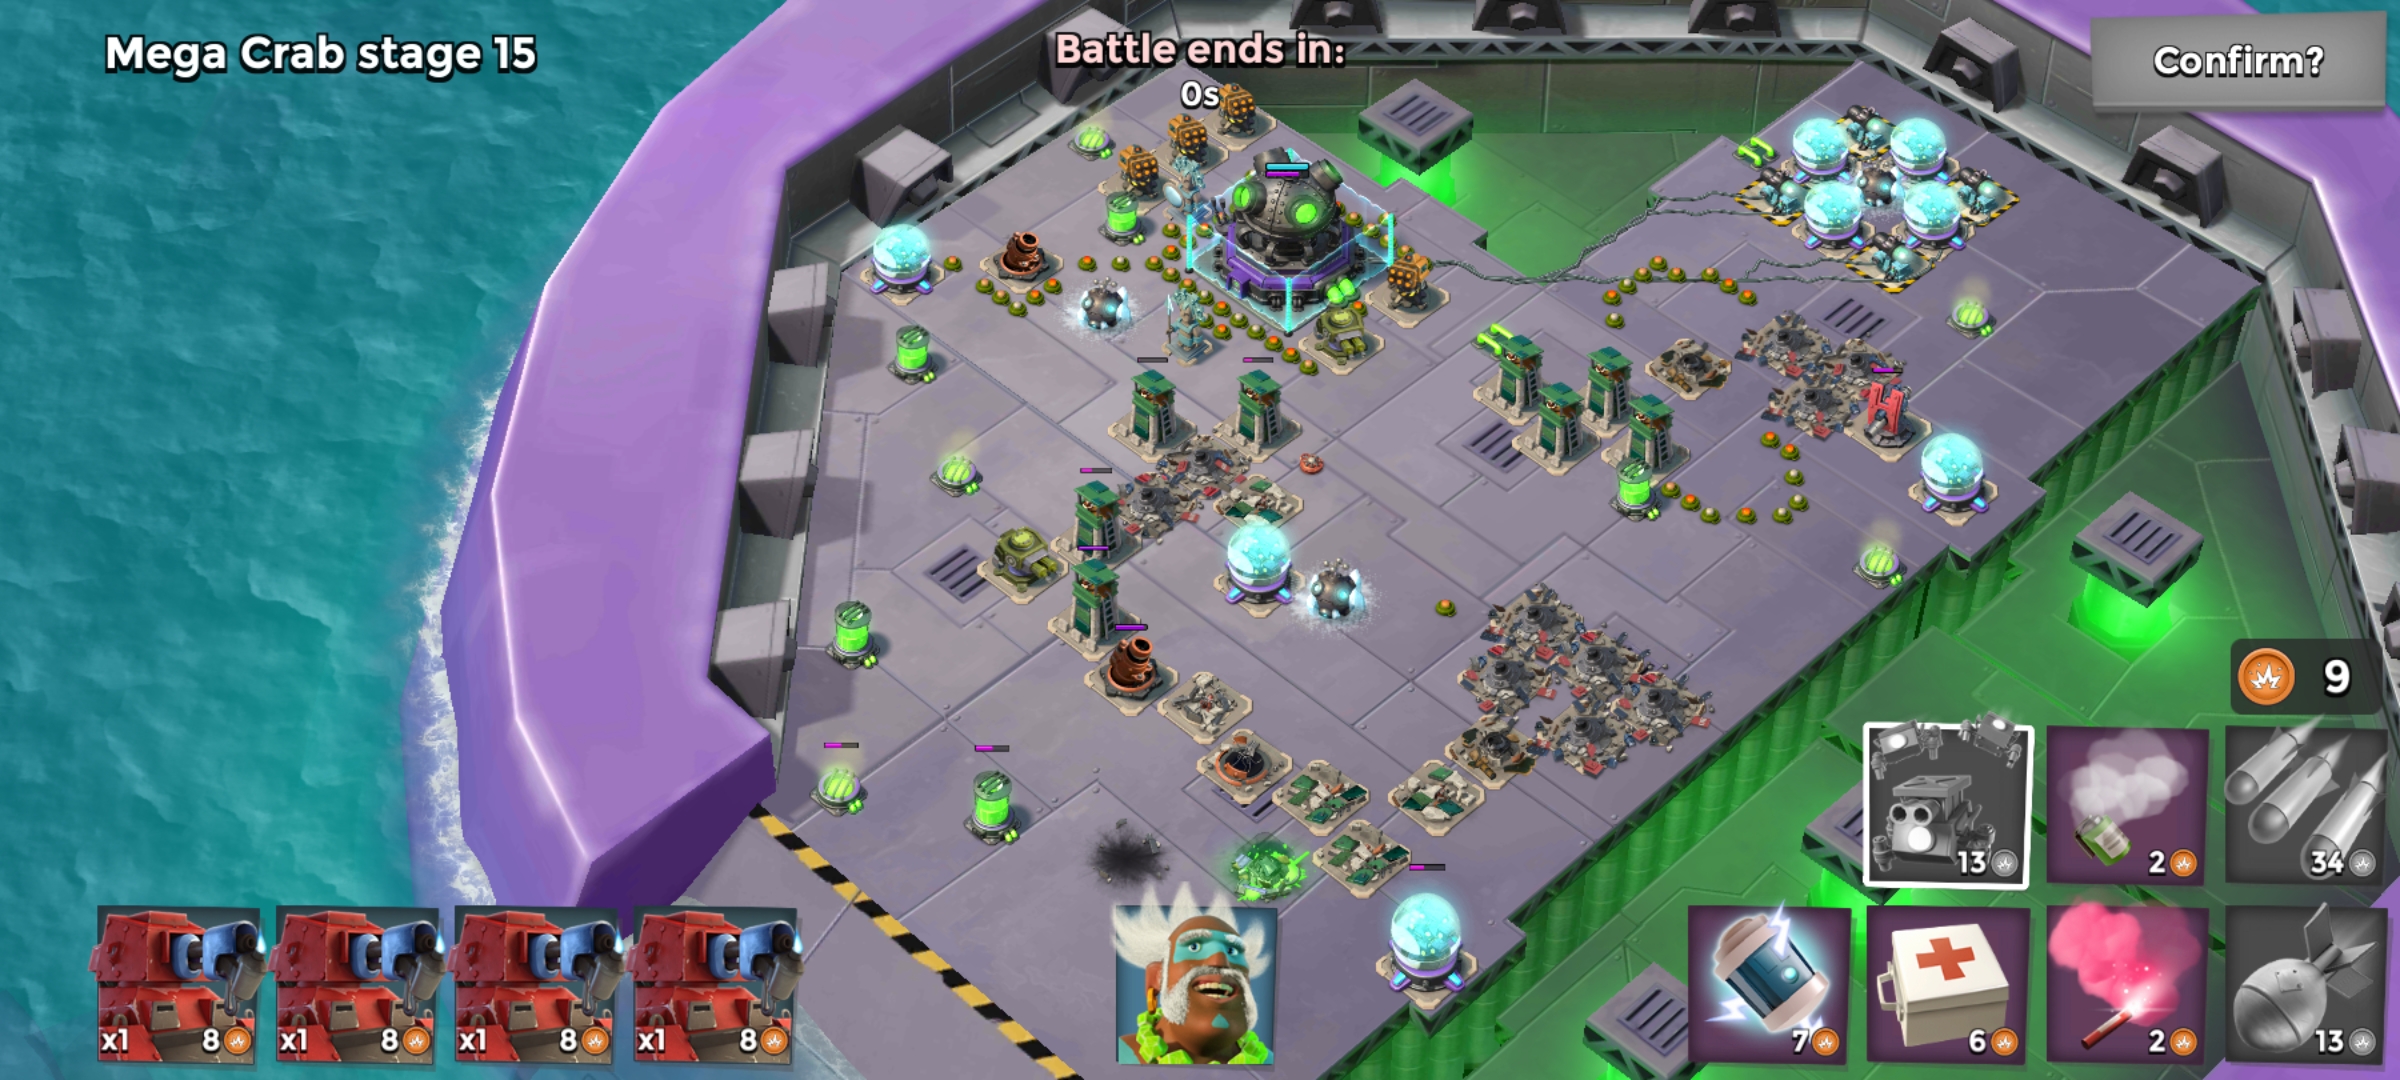 Mega Crab stage 15
Battle ends in:
0s
Confirm?
9
13
2
34
x1 8
x1 8
x1 8
x1 8
7
6
2
13